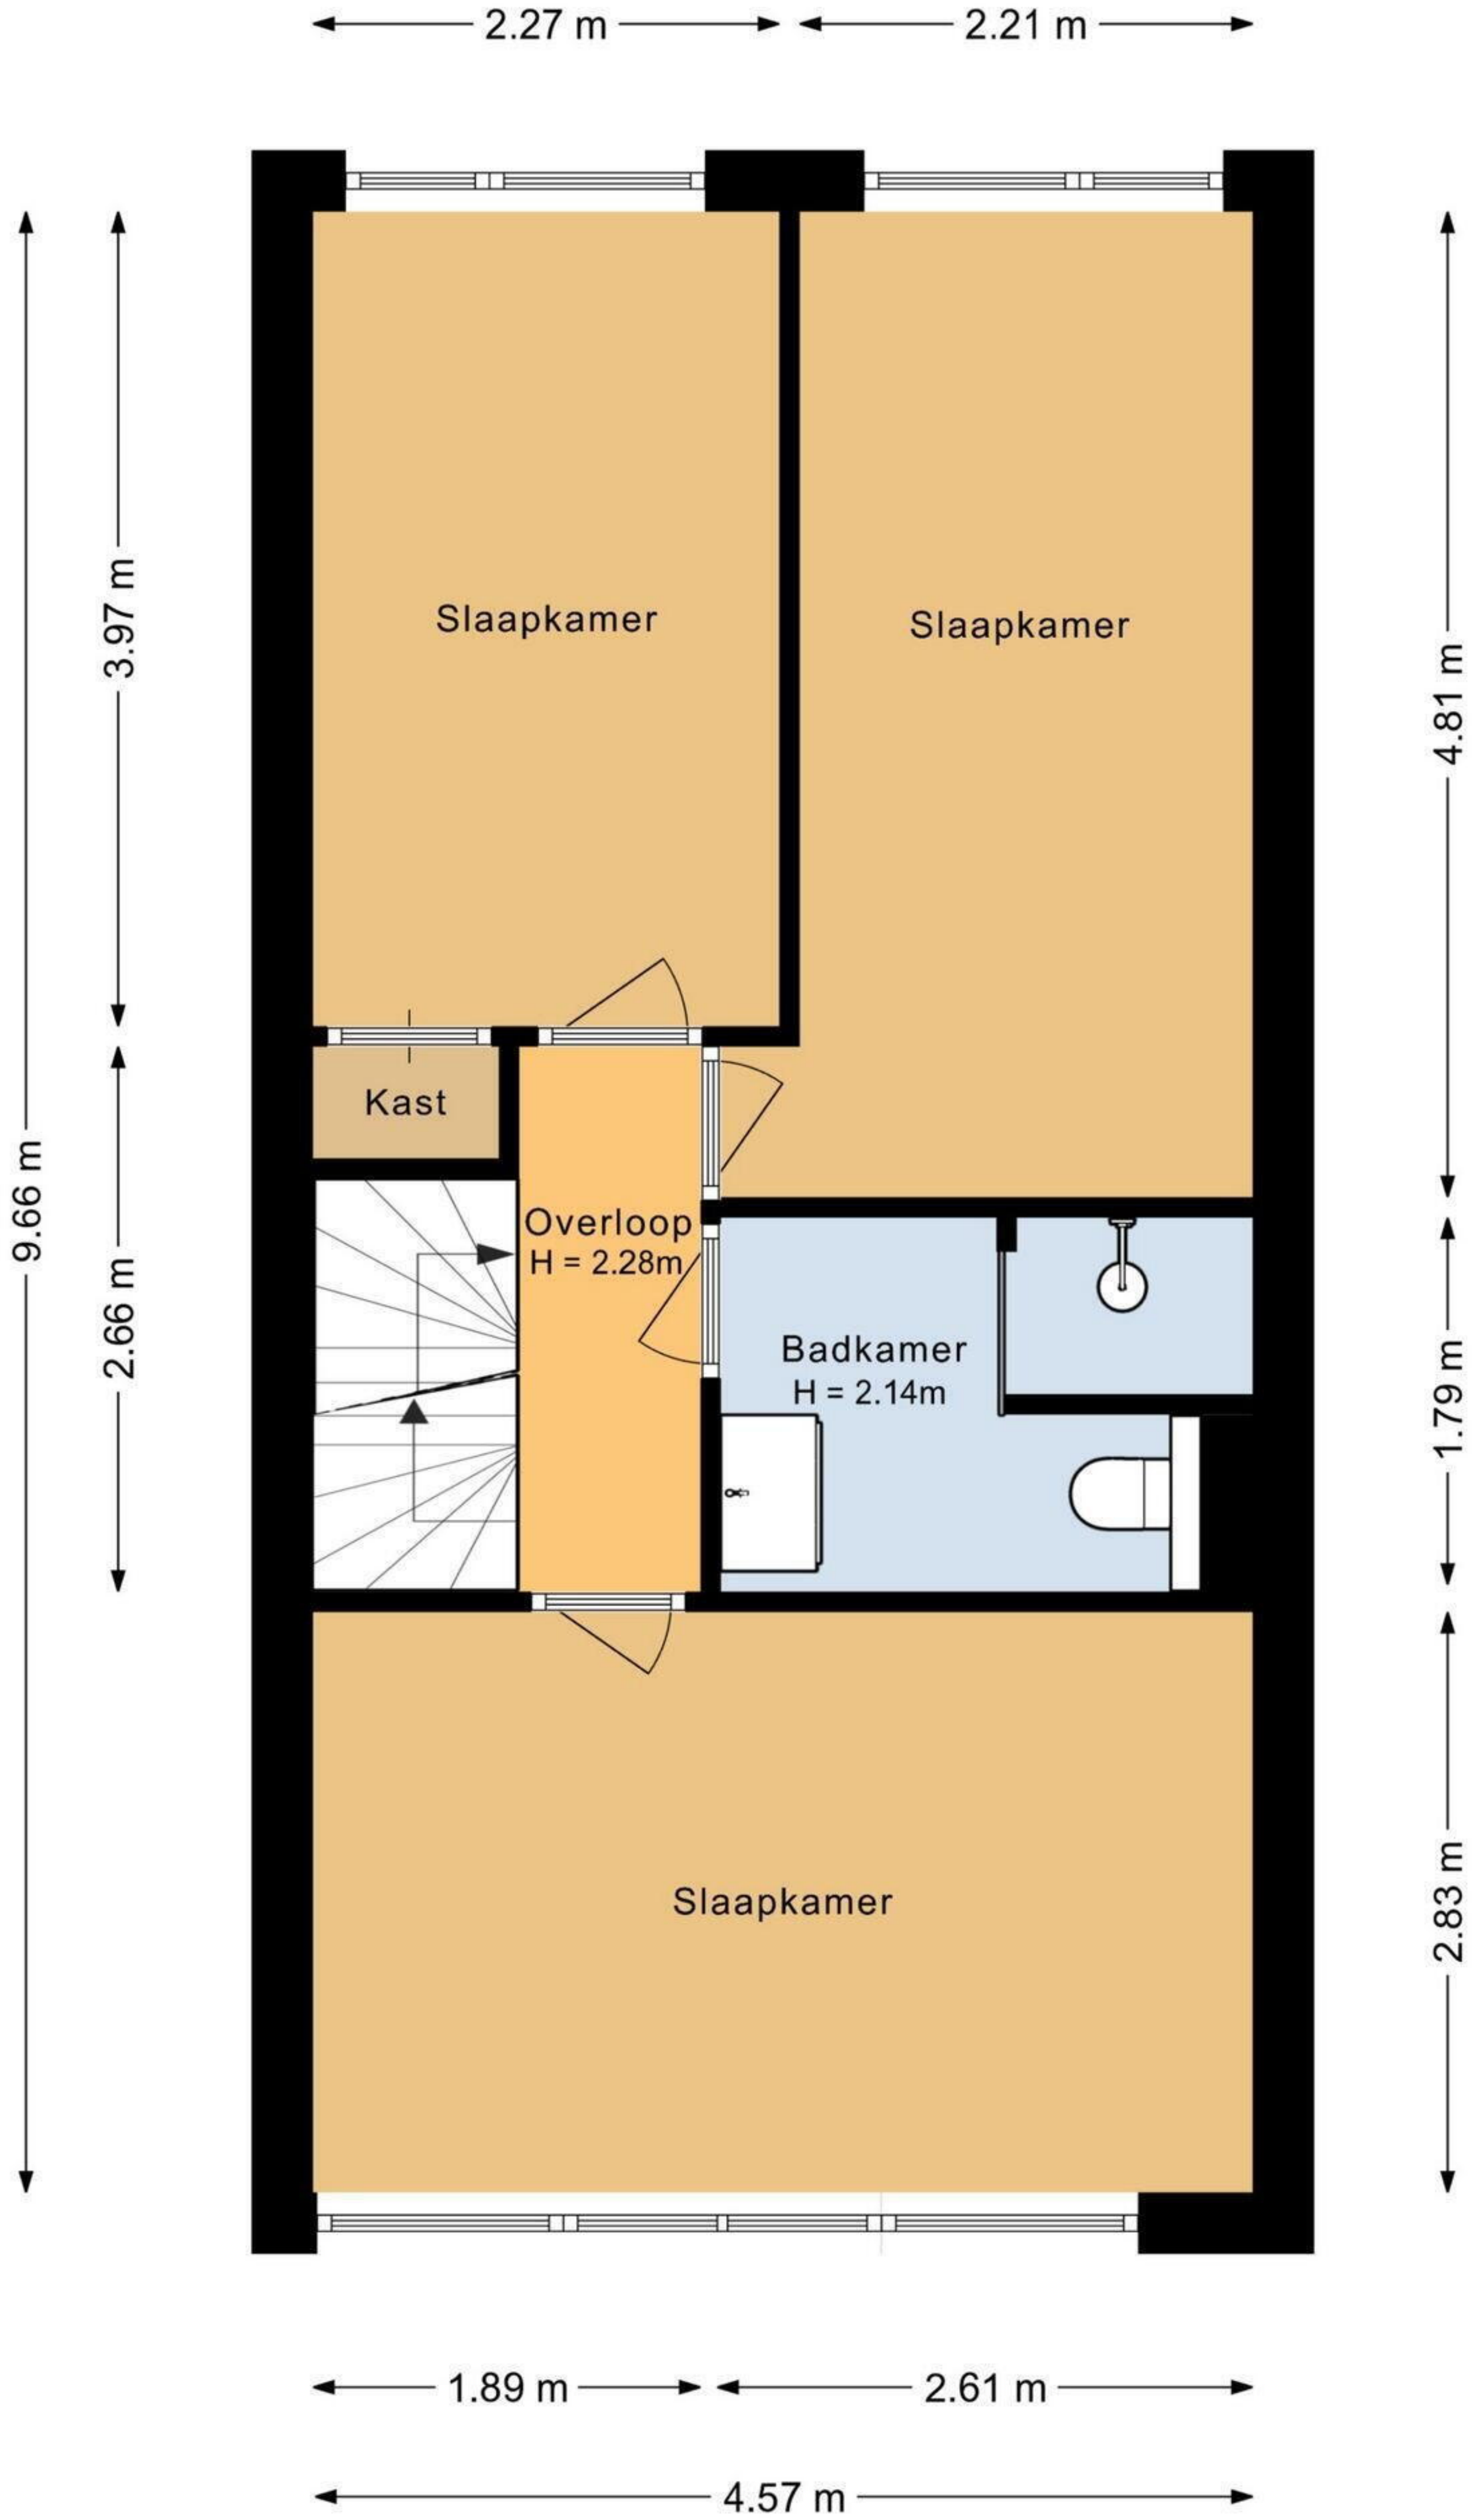 2.27 m
2.21 m
3.97 m
Slaapkamer
Slaapkamer
4.81 m
9.66 m
Kast
2.66 m
Overloop
H = 2.28m
Badkamer
H = 2.14m
1.79 m
Slaapkamer
2.83 m
1.89 m
2.61 m
4.57 m